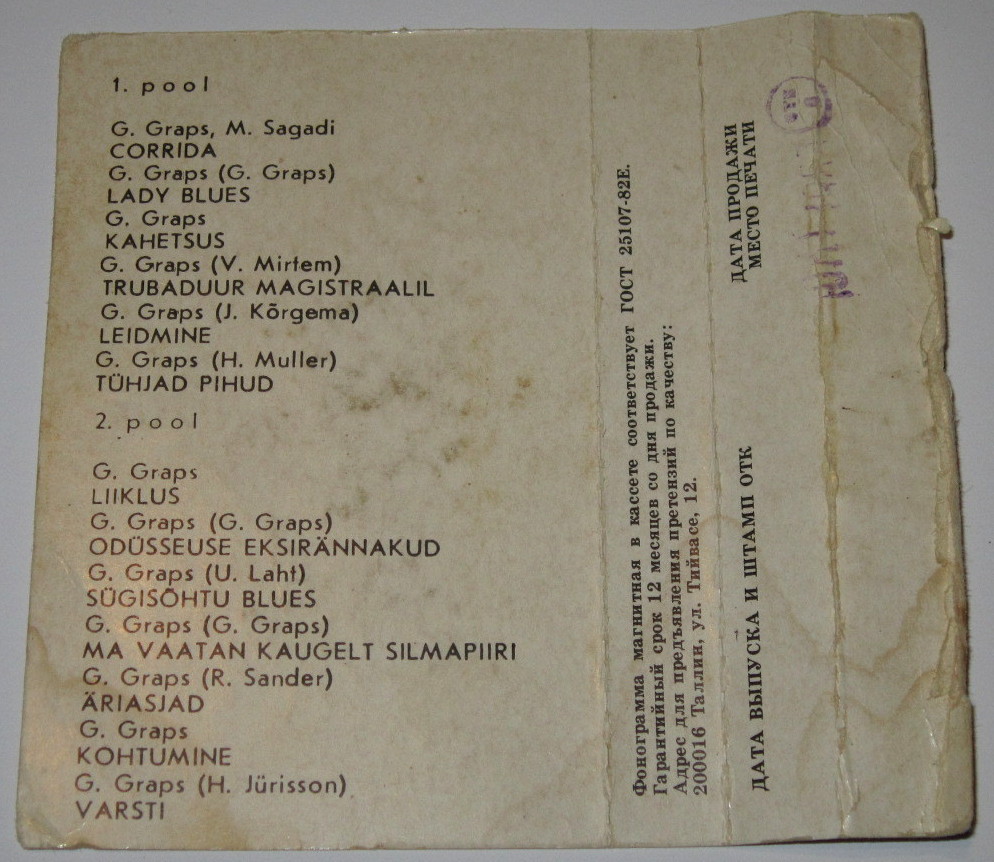 1. pool
G. Graps, M. Sagadi
CORRIDA
G. Graps (G. Graps)
LADY BLUES
G. Graps
KAHETSUS
G. Graps (V. Mirtem)
TRUBADUUR MAGISTRAALIL
G. Graps (J. Kõrgema)
LEIDMINE
G. Graps (H. Muller)
TÜHJAD PIHUD
2. pool
G. Graps
LIIKLUS
G. Graps (G. Graps)
ODÜSSEUSE EKSIRÄNNAKUD
G. Graps (U. Laht)
SÜGISÕHTU BLUES
G. Graps (G. Graps)
MA VAATAN KAUGELT SILMAPIIRI
G. Graps (R. Sander)
ÄRIASJAD
G. Graps
KOHTUMINE
G. Graps (H. Jürisson)
VARSTI
Фонограмма магнитная в кассете соответствует ГОСТ 25107-82Е.
Гарантийный срок 12 месяцев со дня продажи.
Адрес для предъявления претензий по качеству:
200016 Таллин, ул. Тийвасе, 12.
ДАТА ПРОДАЖИ
МЕСТО ПЕЧАТИ
ДАТА ВЫПУСКА И ШТАМП ОТК